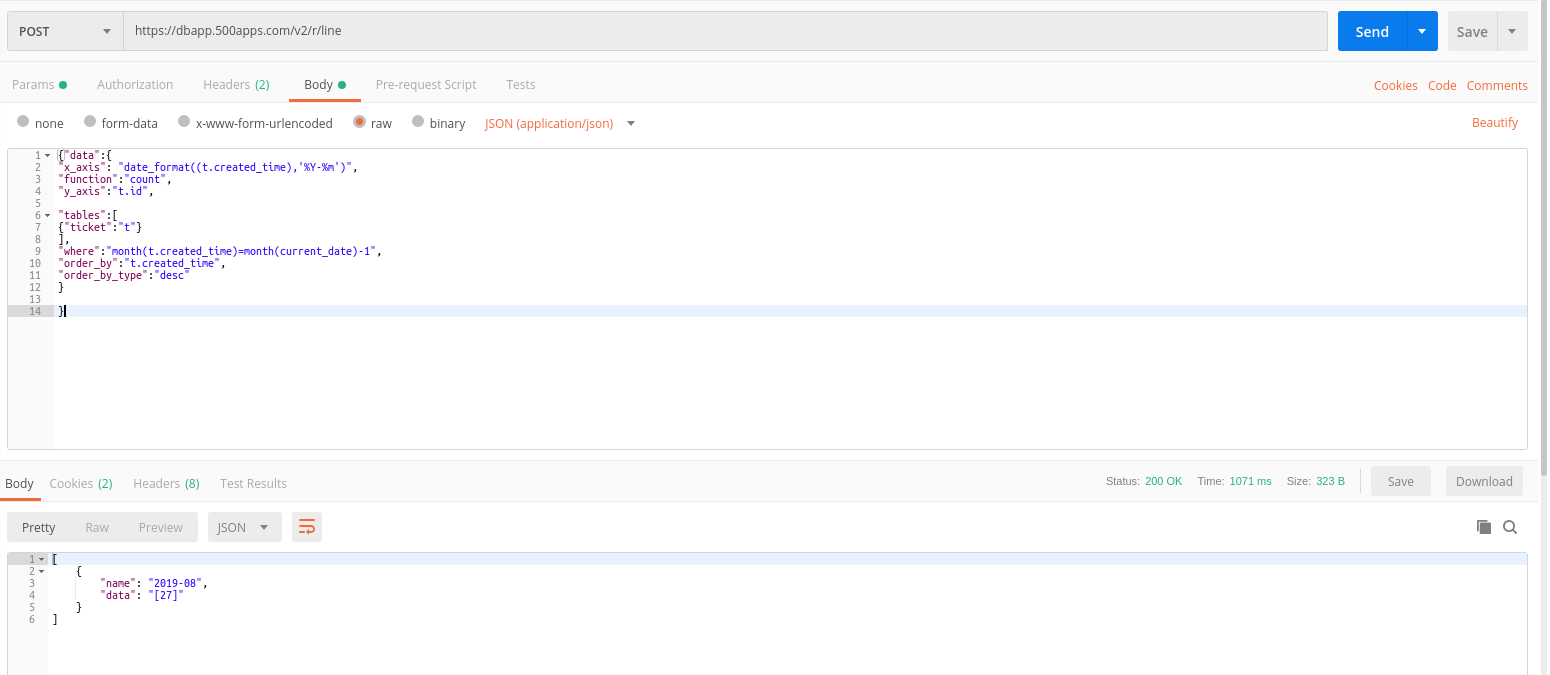 POST https://dbapp.500apps.com/v2/r/line Send Save
Params Authorization Headers (2) Body Pre-request Script Tests Cookies Code Comments
none form-data x-www-form-urlencoded raw binary JSON (application/json) Beautify
1 {"data":{
2 "x_axis": "date_format((t.created_time),'%Y-%m')",
3 "function":"count",
4 "y_axis":"t.id",
5
6 "tables":[
7 {"ticket":"t"}
8 ],
9 "where":"month(t.created_time)=month(current_date)-1",
10 "order_by":"t.created_time",
11 "order_by_type":"desc"
12 }
13
14 }
Body Cookies (2) Headers (8) Test Results Status: 200 OK Time: 1071 ms Size: 323 B Save Download
Pretty Raw Preview JSON
1 [
2 {
3 "name": "2019-08",
4 "data": "[27]"
5 }
6 ]